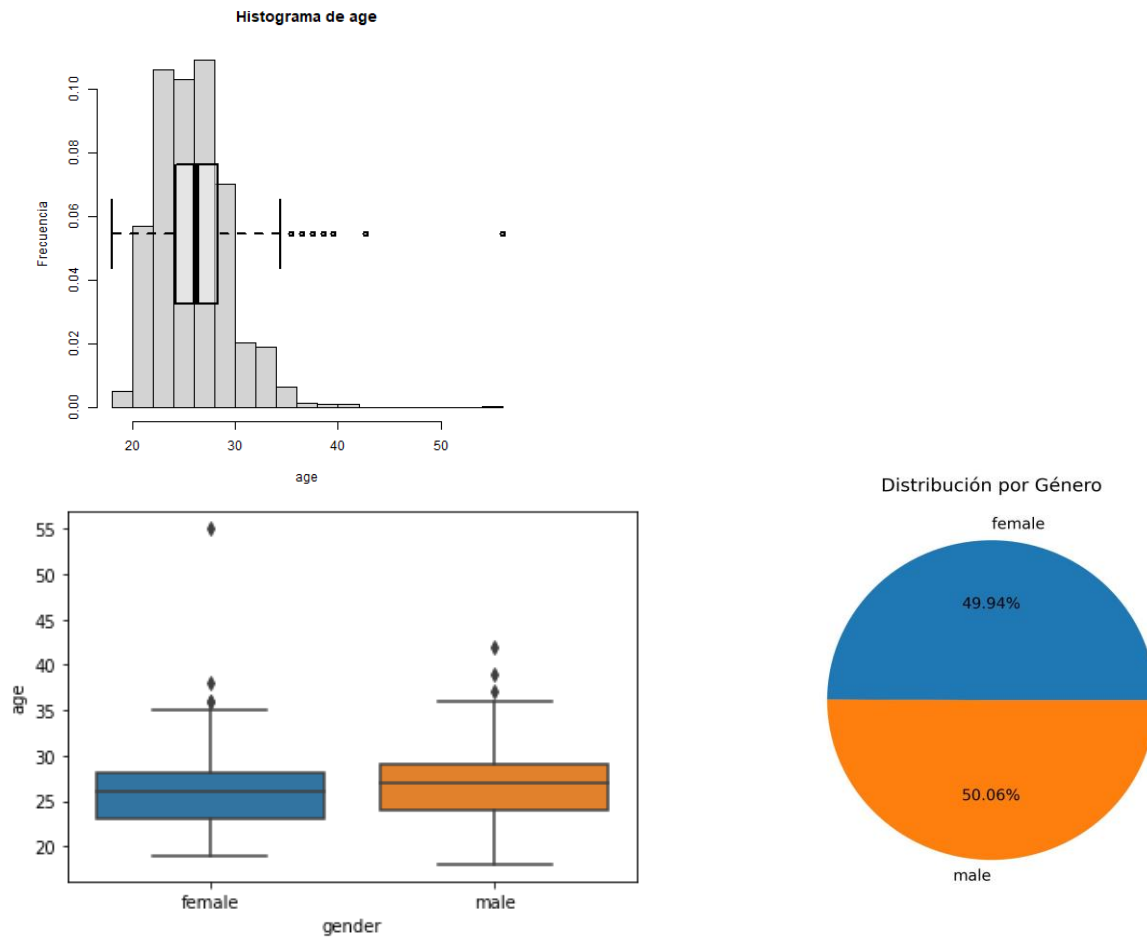 Histograma de age
Frecuencia
0.00
0.02
0.04
0.06
0.08
0.10
20 30 40 50
age
age
55
50
45
40
35
30
25
20
female male
gender
Distribución por Género
female
49.94%
50.06%
male